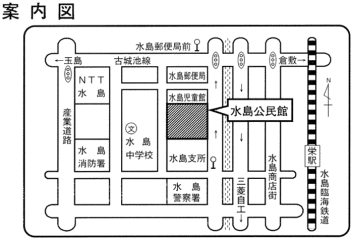 案内図
水島郵便局前
←玉島
古城池線
倉敷→
N
NTT
水島
水島郵便局
水島児童館
水島公民館
産業道路
文
水島
中学校
水島
消防署
水島支所
栄駅
水島
警察署
三菱自工→
水島商店街
水島臨海鉄道